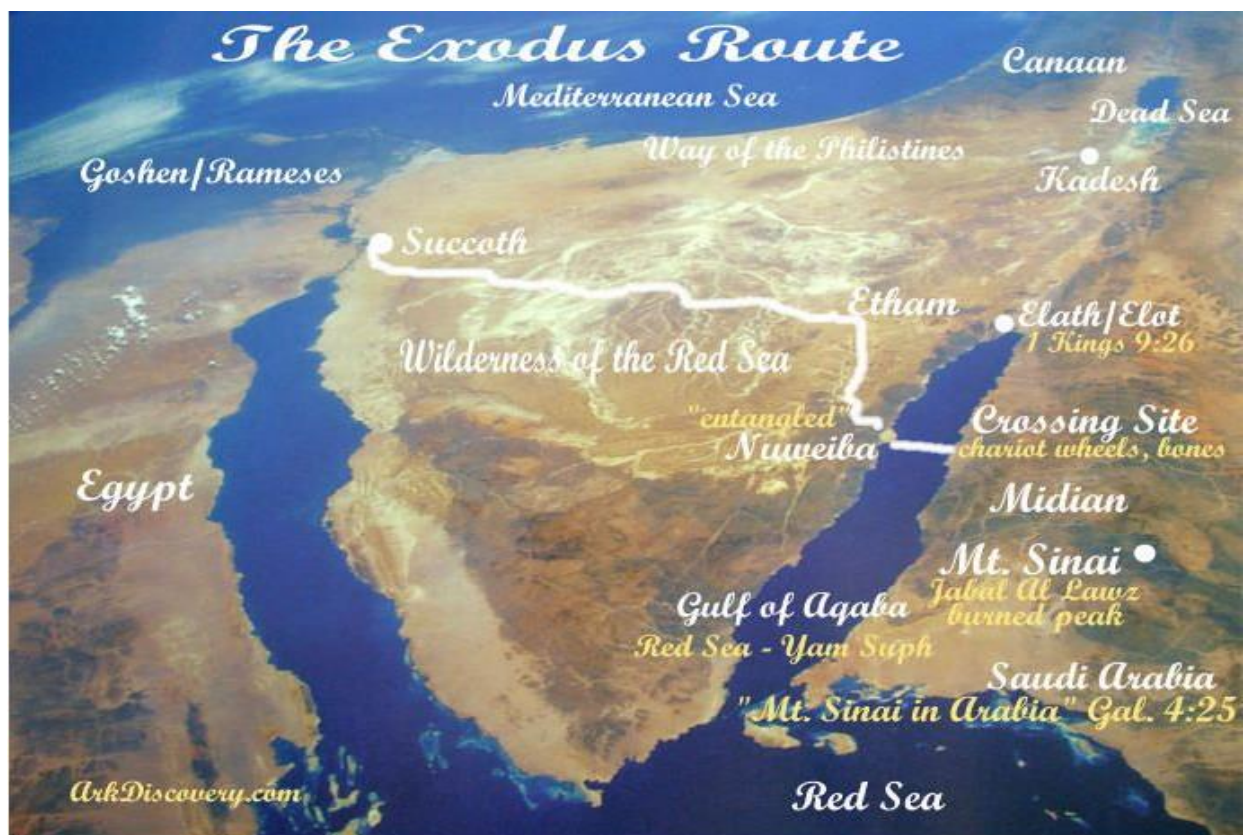 The Exodus Route
Canaan
Mediterranean Sea
Dead Sea
Way of the Philistines
Goshen/Rameses
Kadesh
Succoth
Etham
Elath/Elot
1 Kings 9:26
Wilderness of the Red Sea
"entangled"
Nuweiba
Crossing Site
chariot wheels, bones
Egypt
Midian
Mt. Sinai
Jabal Al Lawz
burned peak
Gulf of Aqaba
Red Sea - Yam Suph
Saudi Arabia
"Mt. Sinai in Arabia" Gal. 4:25
ArkDiscovery.com
Red Sea